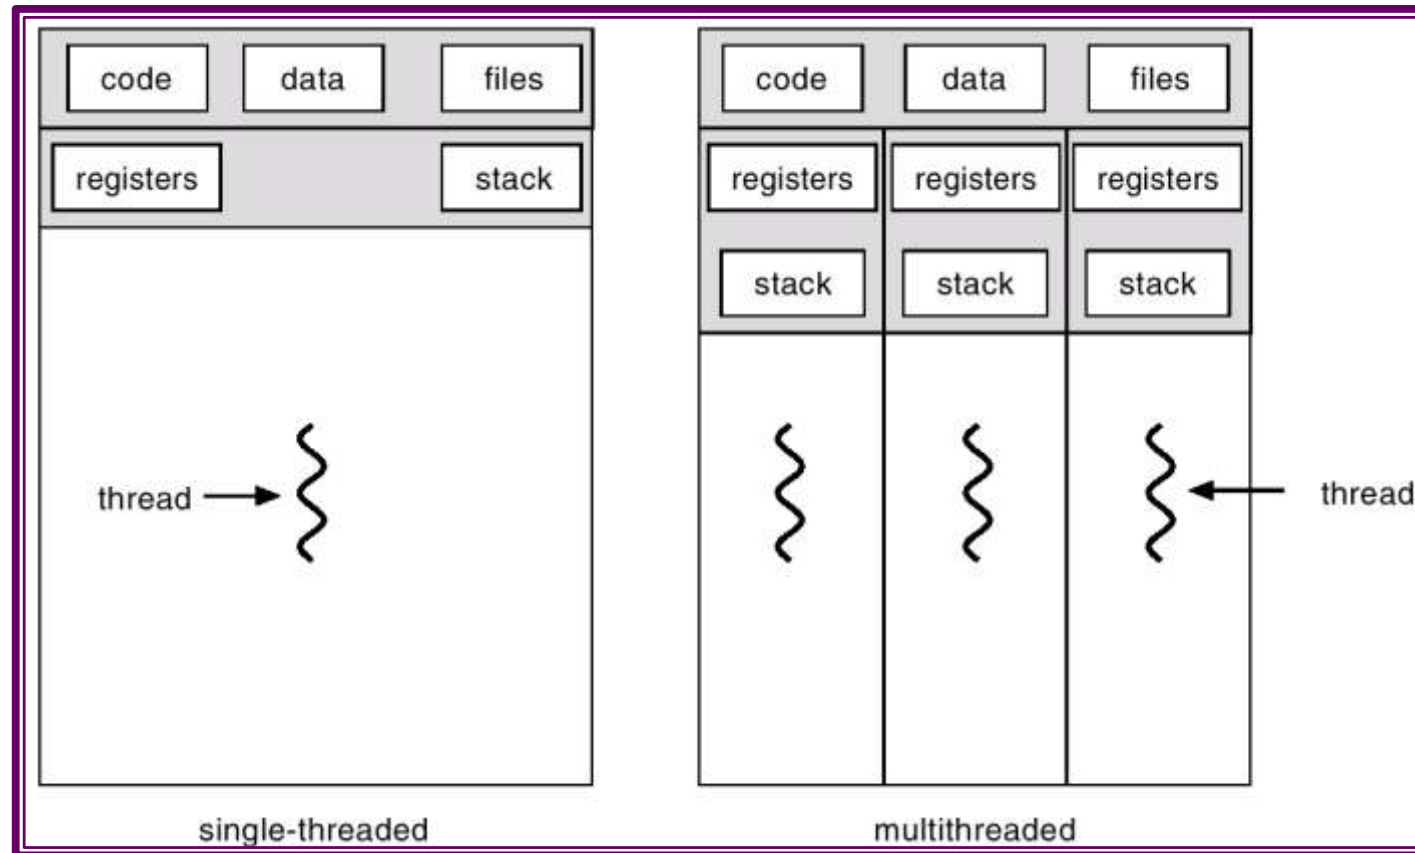 code data files code data files
registers stack registers registers registers
stack stack stack
thread thread
single-threaded multithreaded